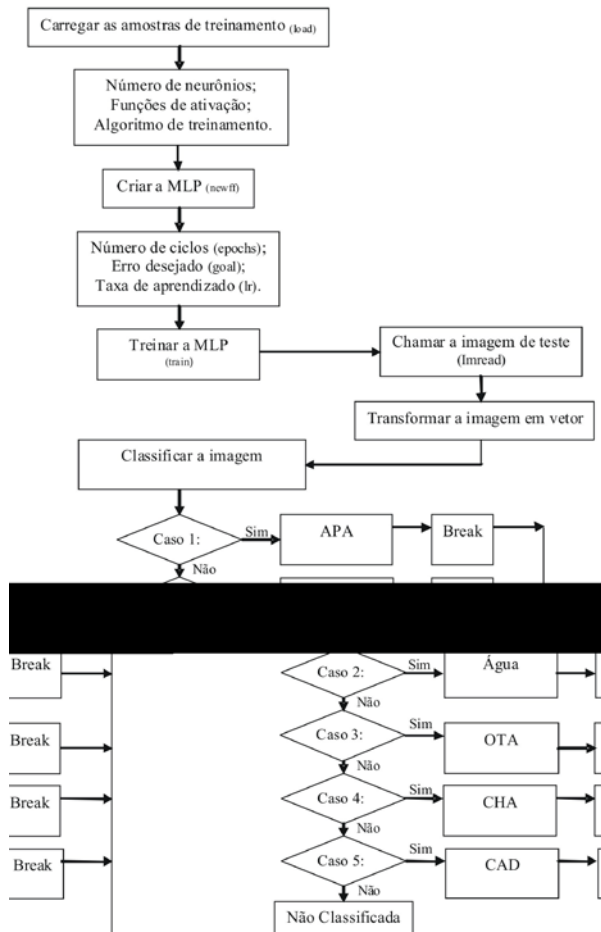 Carregar as amostras de treinamento (load)
Número de neurônios;
Funções de ativação;
Algoritmo de treinamento.
Criar a MLP (newff)
Número de ciclos (epochs);
Erro desejado (goal);
Taxa de aprendizado (lr).
Treinar a MLP
(train)
Chamar a imagem de teste
(Imread)
Transformar a imagem em vetor
Classificar a imagem
Caso 1:
Sim
APA
Break
Não
Break
Caso 2:
Sim
Água
Não
Break
Caso 3:
Sim
OTA
Não
Break
Caso 4:
Sim
CHA
Não
Break
Caso 5:
Sim
CAD
Não
Não Classificada